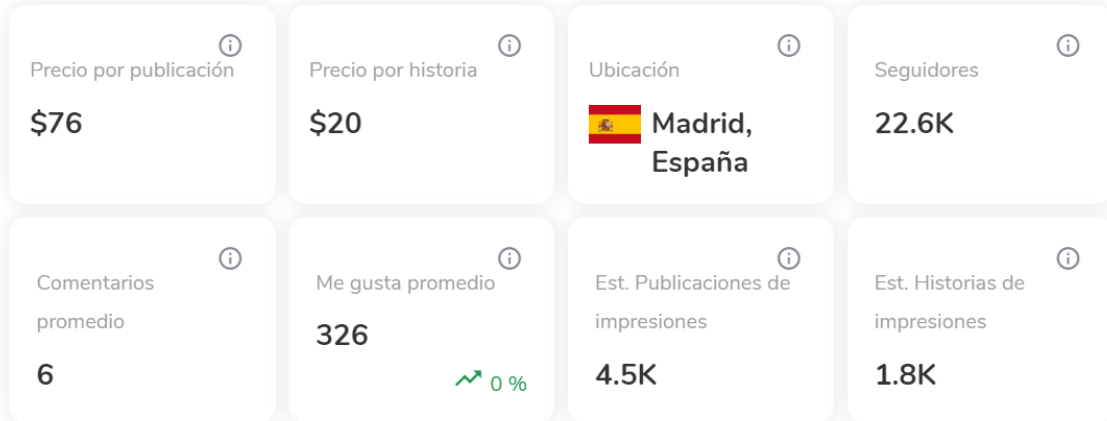 Precio por publicación
$76
Precio por historia
$20
Ubicación
Madrid,
España
Seguidores
22.6K
Comentarios
promedio
6
Me gusta promedio
326
0 %
Est. Publicaciones de
impresiones
4.5K
Est. Historias de
impresiones
1.8K